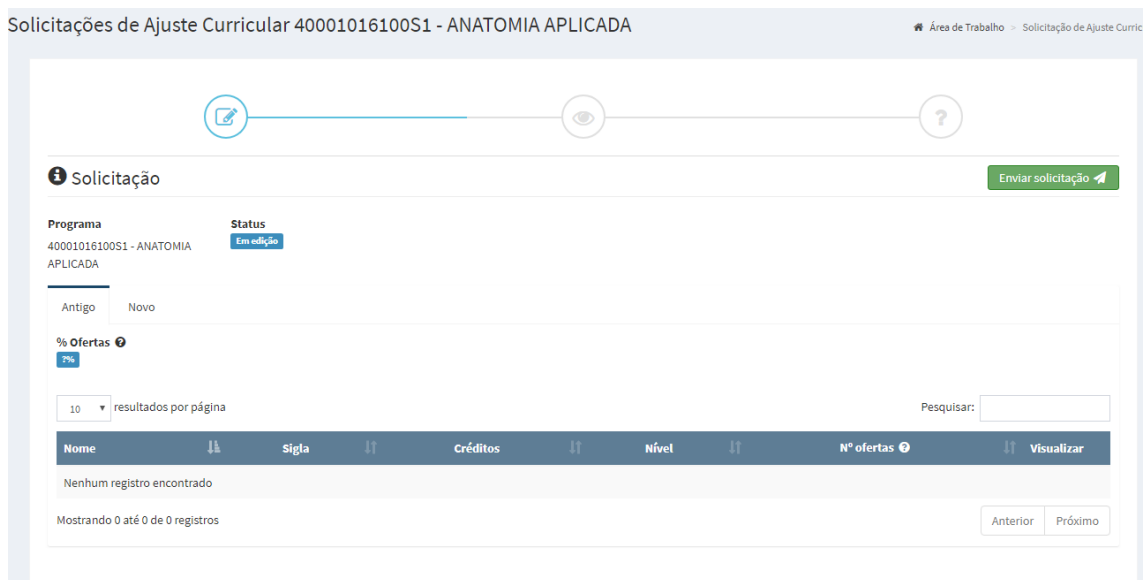 Solicitações de Ajuste Curricular 40001016100S1 - ANATOMIA APLICADA
Área de Trabalho > Solicitação de Ajuste Curric
?
Solicitação
Enviar solicitação
Programa
Status
40001016100S1 - ANATOMIA
APLICADA
Em edição
Antigo
Novo
% Ofertas ?
?%
10 resultados por página
Pesquisar:
Nome Sigla Créditos Nível Nº ofertas ? Visualizar
Nenhum registro encontrado
Mostrando 0 até 0 de 0 registros
Anterior Próximo